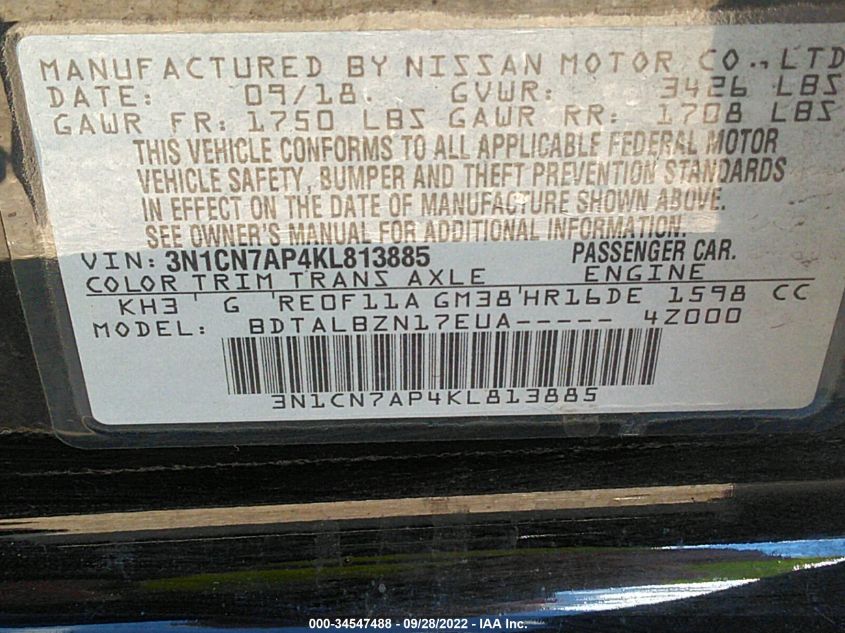 MANUFACTURED BY NISSAN MOTOR CO., LTD
DATE: 09/18. GVWR: 3426 LBS
GAWR FR: 1750 LBS GAWR RR: 1708 LBS
THIS VEHICLE CONFORMS TO ALL APPLICABLE FEDERAL MOTOR
VEHICLE SAFETY, BUMPER AND THEFT PREVENTION STANDARDS
IN EFFECT ON THE DATE OF MANUFACTURE SHOWN ABOVE.
SEE OWNER'S MANUAL FOR ADDITIONAL INFORMATION.
VIN: 3N1CN7AP4KL813885 PASSENGER CAR.
COLOR TRIM TRANS AXLE ENGINE
KH3 G RE0F11A GM38 HR16DE 1598 CC
MODEL: BDTALBZN17EUA----- 4Z000
3N1CN7AP4KL813885
000-34547488 - 09/28/2022 - IAA Inc.